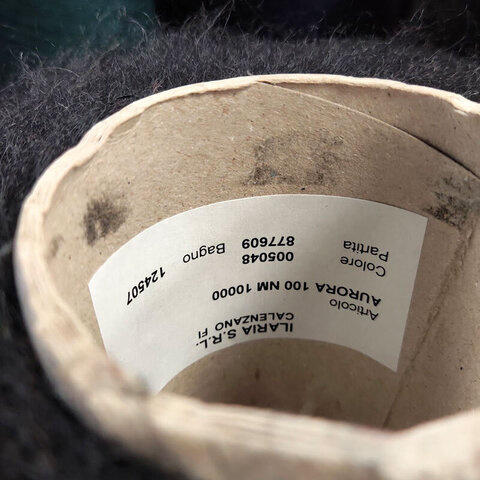 ILARIA S.R.L.
CALENZANO FI
Articolo
AURORA 100 NM 10000
Colore 005048 Bagno 124507
Partita 877609